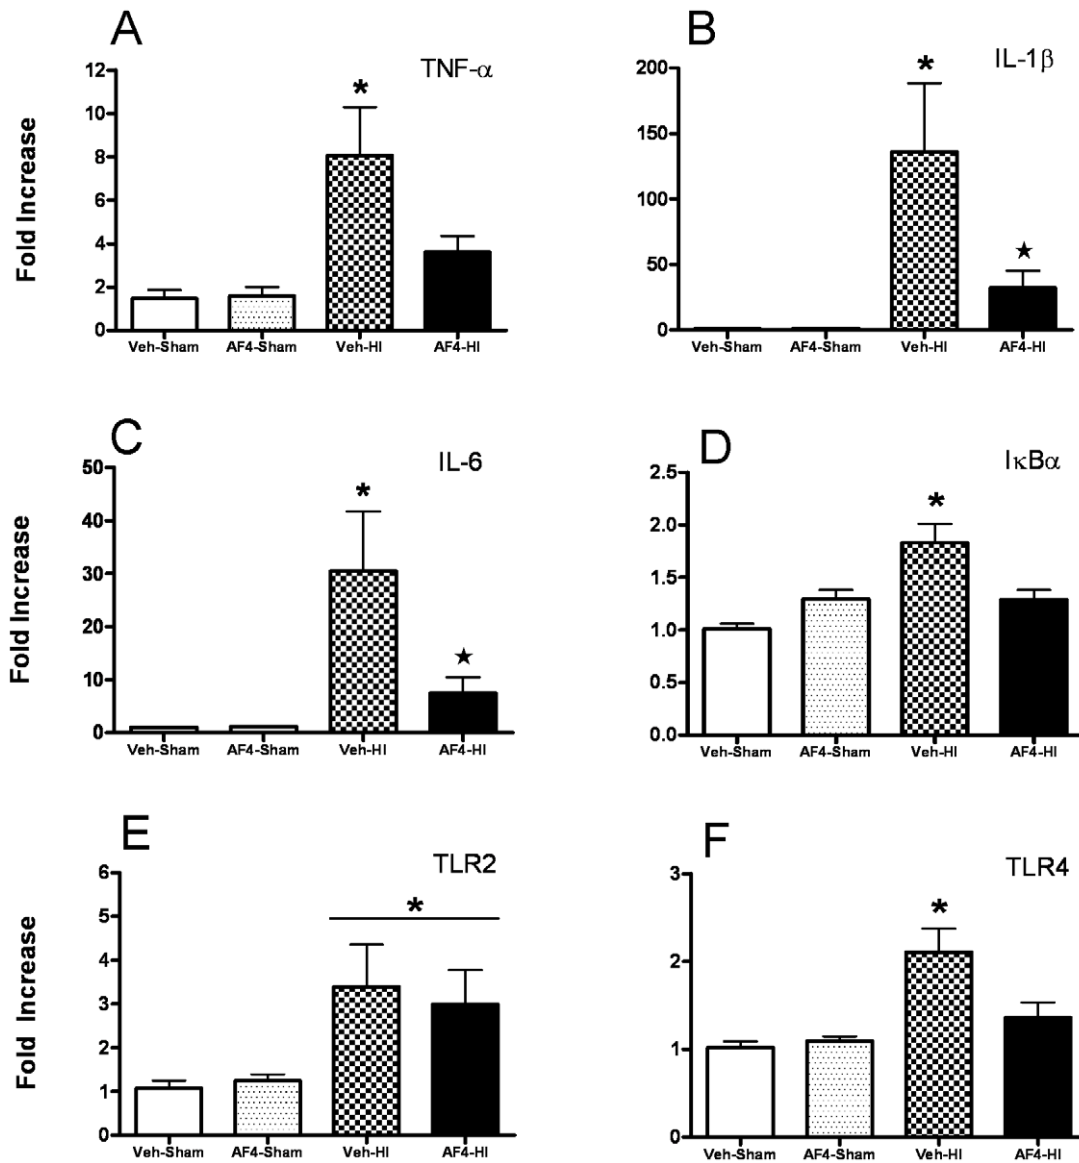 A
TNF-α
Fold Increase
12
10
8
6
4
2
0
*
Veh-Sham AF4-Sham Veh-HI AF4-HI
B
IL-1β
200
150
100
50
0
*
★
Veh-Sham AF4-Sham Veh-HI AF4-HI
C
IL-6
Fold Increase
50
40
30
20
10
0
*
★
Veh-Sham AF4-Sham Veh-HI AF4-HI
D
IκBα
2.5
2.0
1.5
1.0
0.5
0.0
*
Veh-Sham AF4-Sham Veh-HI AF4-HI
E
TLR2
Fold Increase
6
5
4
3
2
1
0
*
Veh-Sham AF4-Sham Veh-HI AF4-HI
F
TLR4
3
2
1
0
*
Veh-Sham AF4-Sham Veh-HI AF4-HI